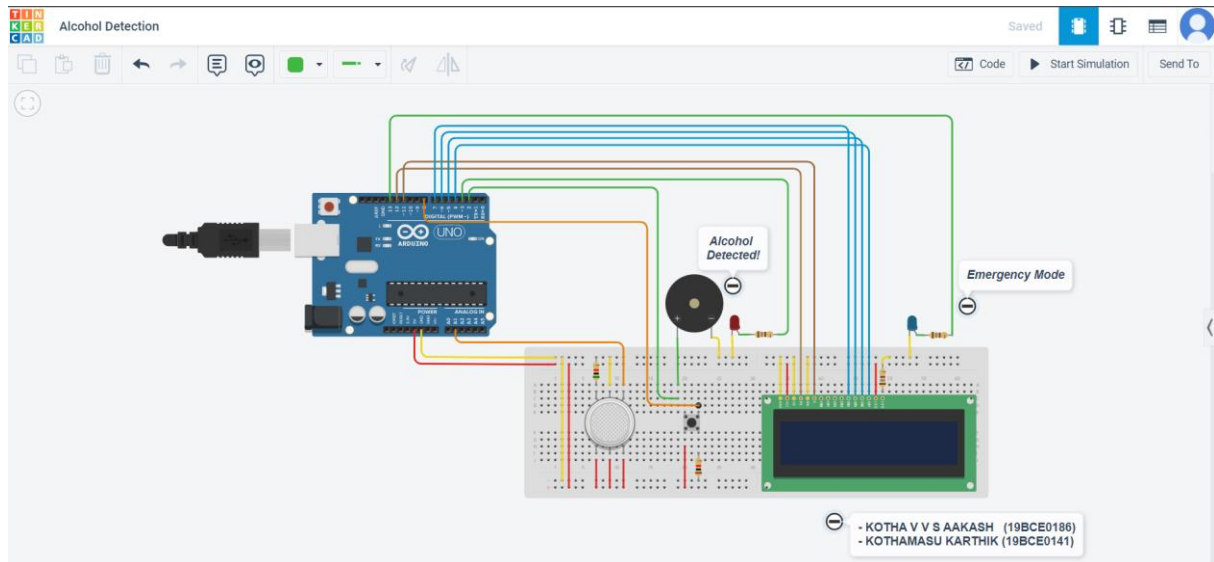 TIN
KER
CAD
Alcohol Detection
Saved
Code
Start Simulation
Send To
Alcohol
Detected!
Emergency Mode
DIGITAL (PWM~)
UNO
ARDUINO
POWER
ANALOG IN
- KOTHA V V S AAKASH (19BCE0186)
- KOTHAMASU KARTHIK (19BCE0141)